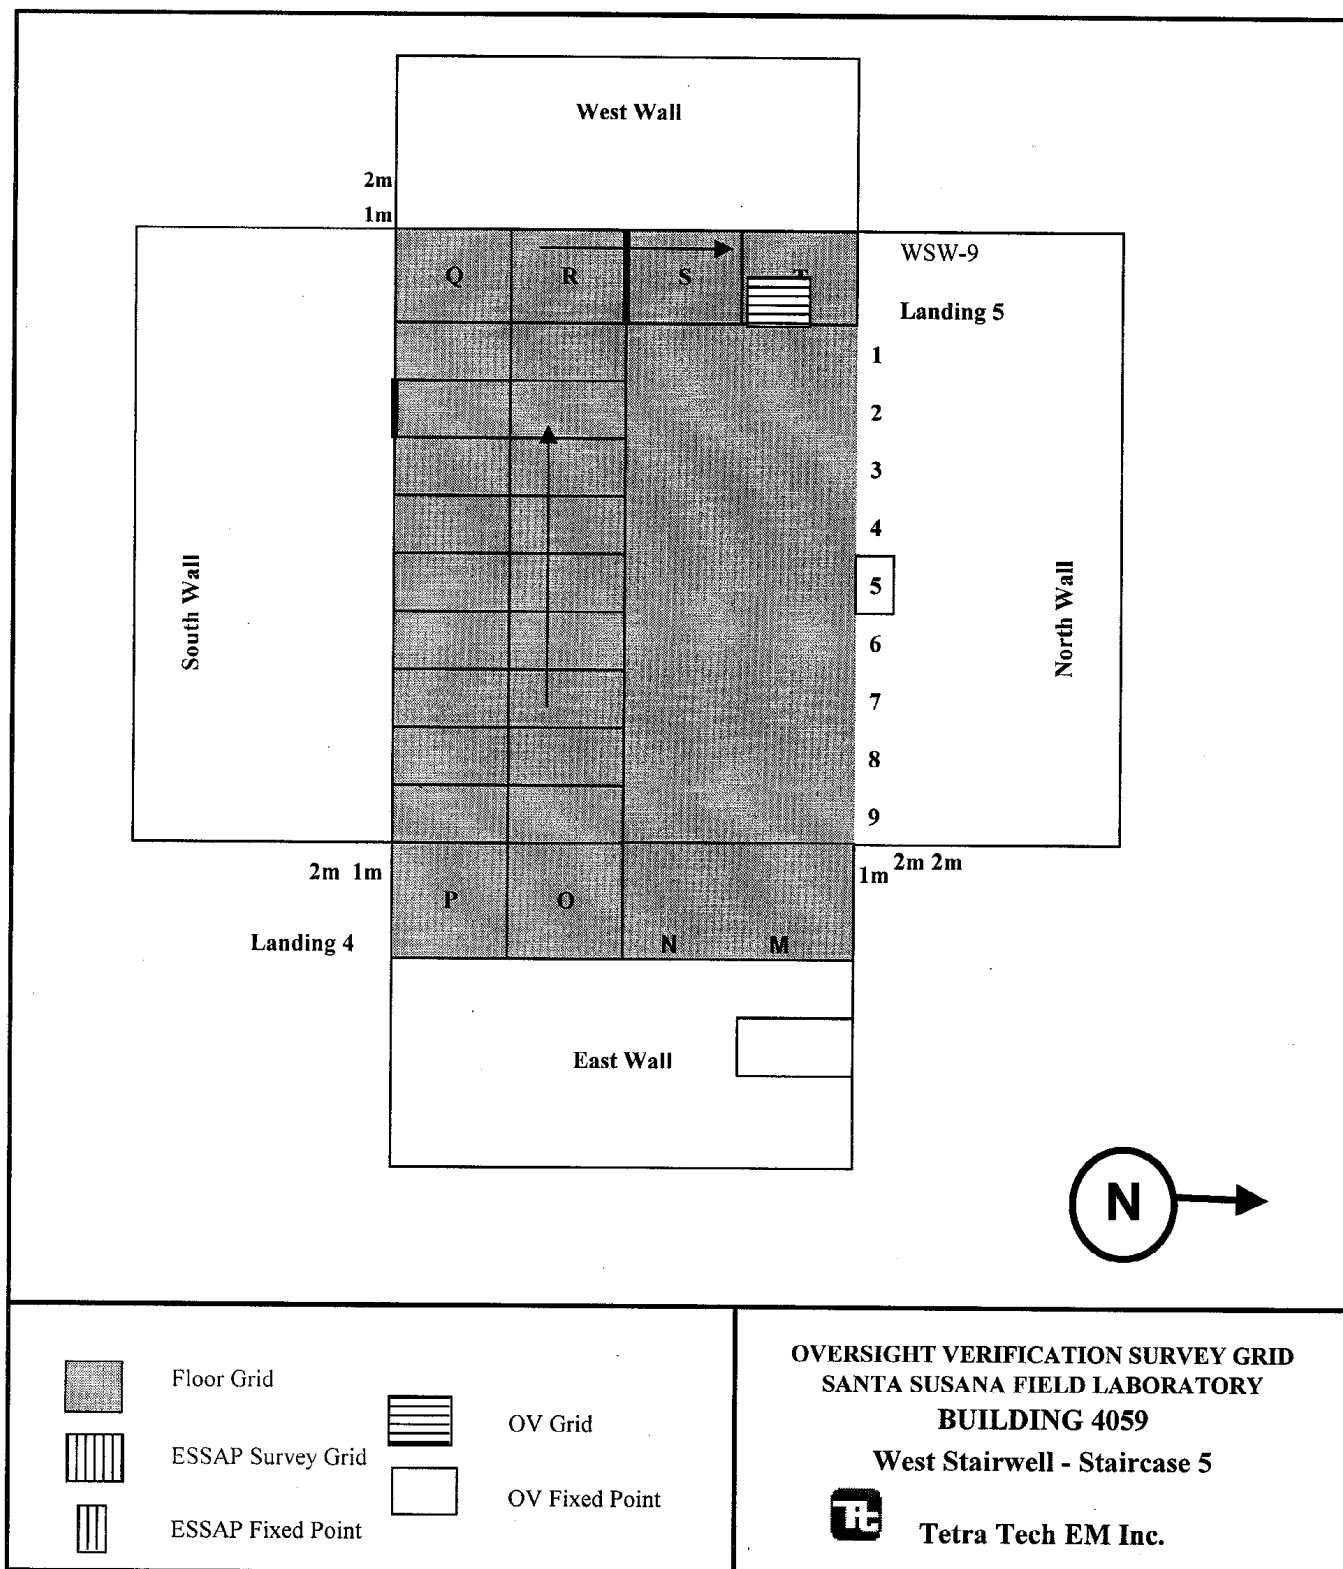 West Wall
2m
1m
Q R S T
WSW-9
Landing 5
1
2
3
4
5
6
7
8
9
South Wall
North Wall
2m 1m
1m 2m 2m
P O N M
Landing 4
East Wall
N
Floor Grid
ESSAP Survey Grid
ESSAP Fixed Point
OV Grid
OV Fixed Point
OVERSIGHT VERIFICATION SURVEY GRID
SANTA SUSANA FIELD LABORATORY
BUILDING 4059
West Stairwell - Staircase 5
Tt
Tetra Tech EM Inc.